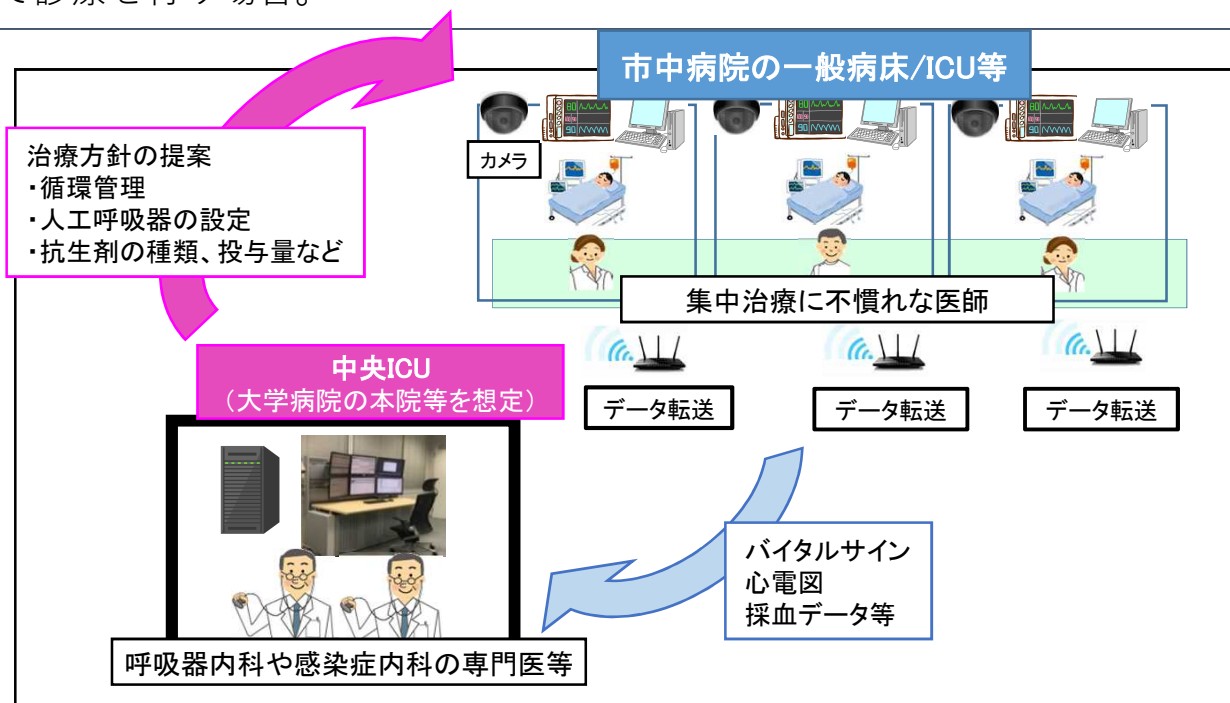 で診療を行う場合。
市中病院の一般病床/ICU等
カメラ
治療方針の提案
・循環管理
・人工呼吸器の設定
・抗生剤の種類、投与量など
集中治療に不慣れな医師
中央ICU
（大学病院の本院等を想定）
データ転送
データ転送
データ転送
バイタルサイン
心電図
採血データ等
呼吸器内科や感染症内科の専門医等